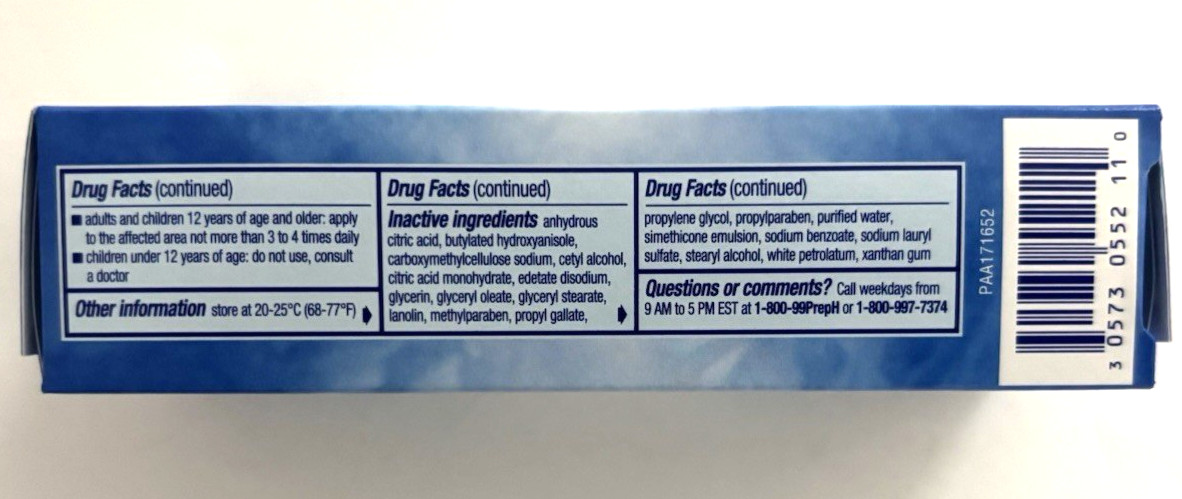 Drug Facts (continued)
■ adults and children 12 years of age and older: apply
to the affected area not more than 3 to 4 times daily
■ children under 12 years of age: do not use, consult
a doctor
Other information store at 20-25°C (68-77°F)
Drug Facts (continued)
Inactive ingredients anhydrous
citric acid, butylated hydroxyanisole,
carboxymethylcellulose sodium, cetyl alcohol,
citric acid monohydrate, edetate disodium,
glycerin, glyceryl oleate, glyceryl stearate,
lanolin, methylparaben, propyl gallate,
Drug Facts (continued)
propylene glycol, propylparaben, purified water,
simethicone emulsion, sodium benzoate, sodium lauryl
sulfate, stearyl alcohol, white petrolatum, xanthan gum
Questions or comments? Call weekdays from
9 AM to 5 PM EST at 1-800-99PrepH or 1-800-997-7374
PAA171652
3 0573 0552 11 0